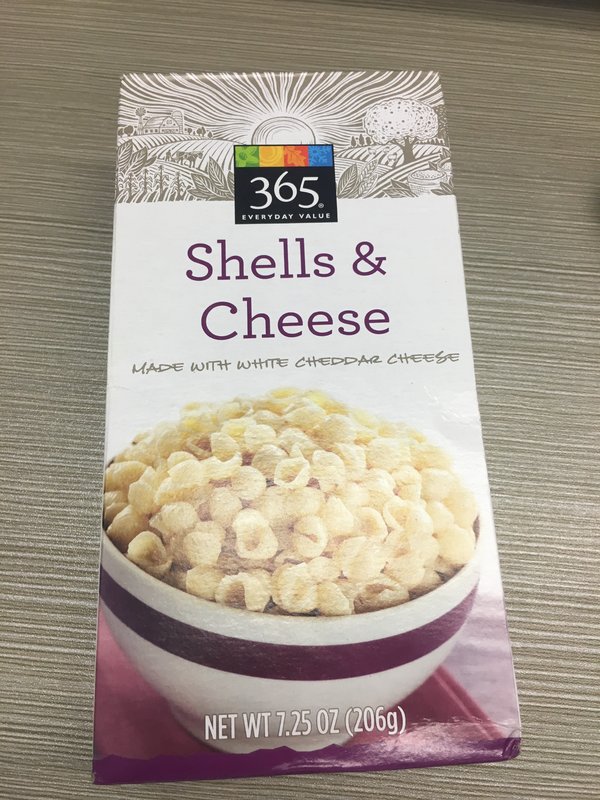 365®
EVERYDAY VALUE
Shells &
Cheese
MADE WITH WHITE CHEDDAR CHEESE
NET WT 7.25 OZ (206g)